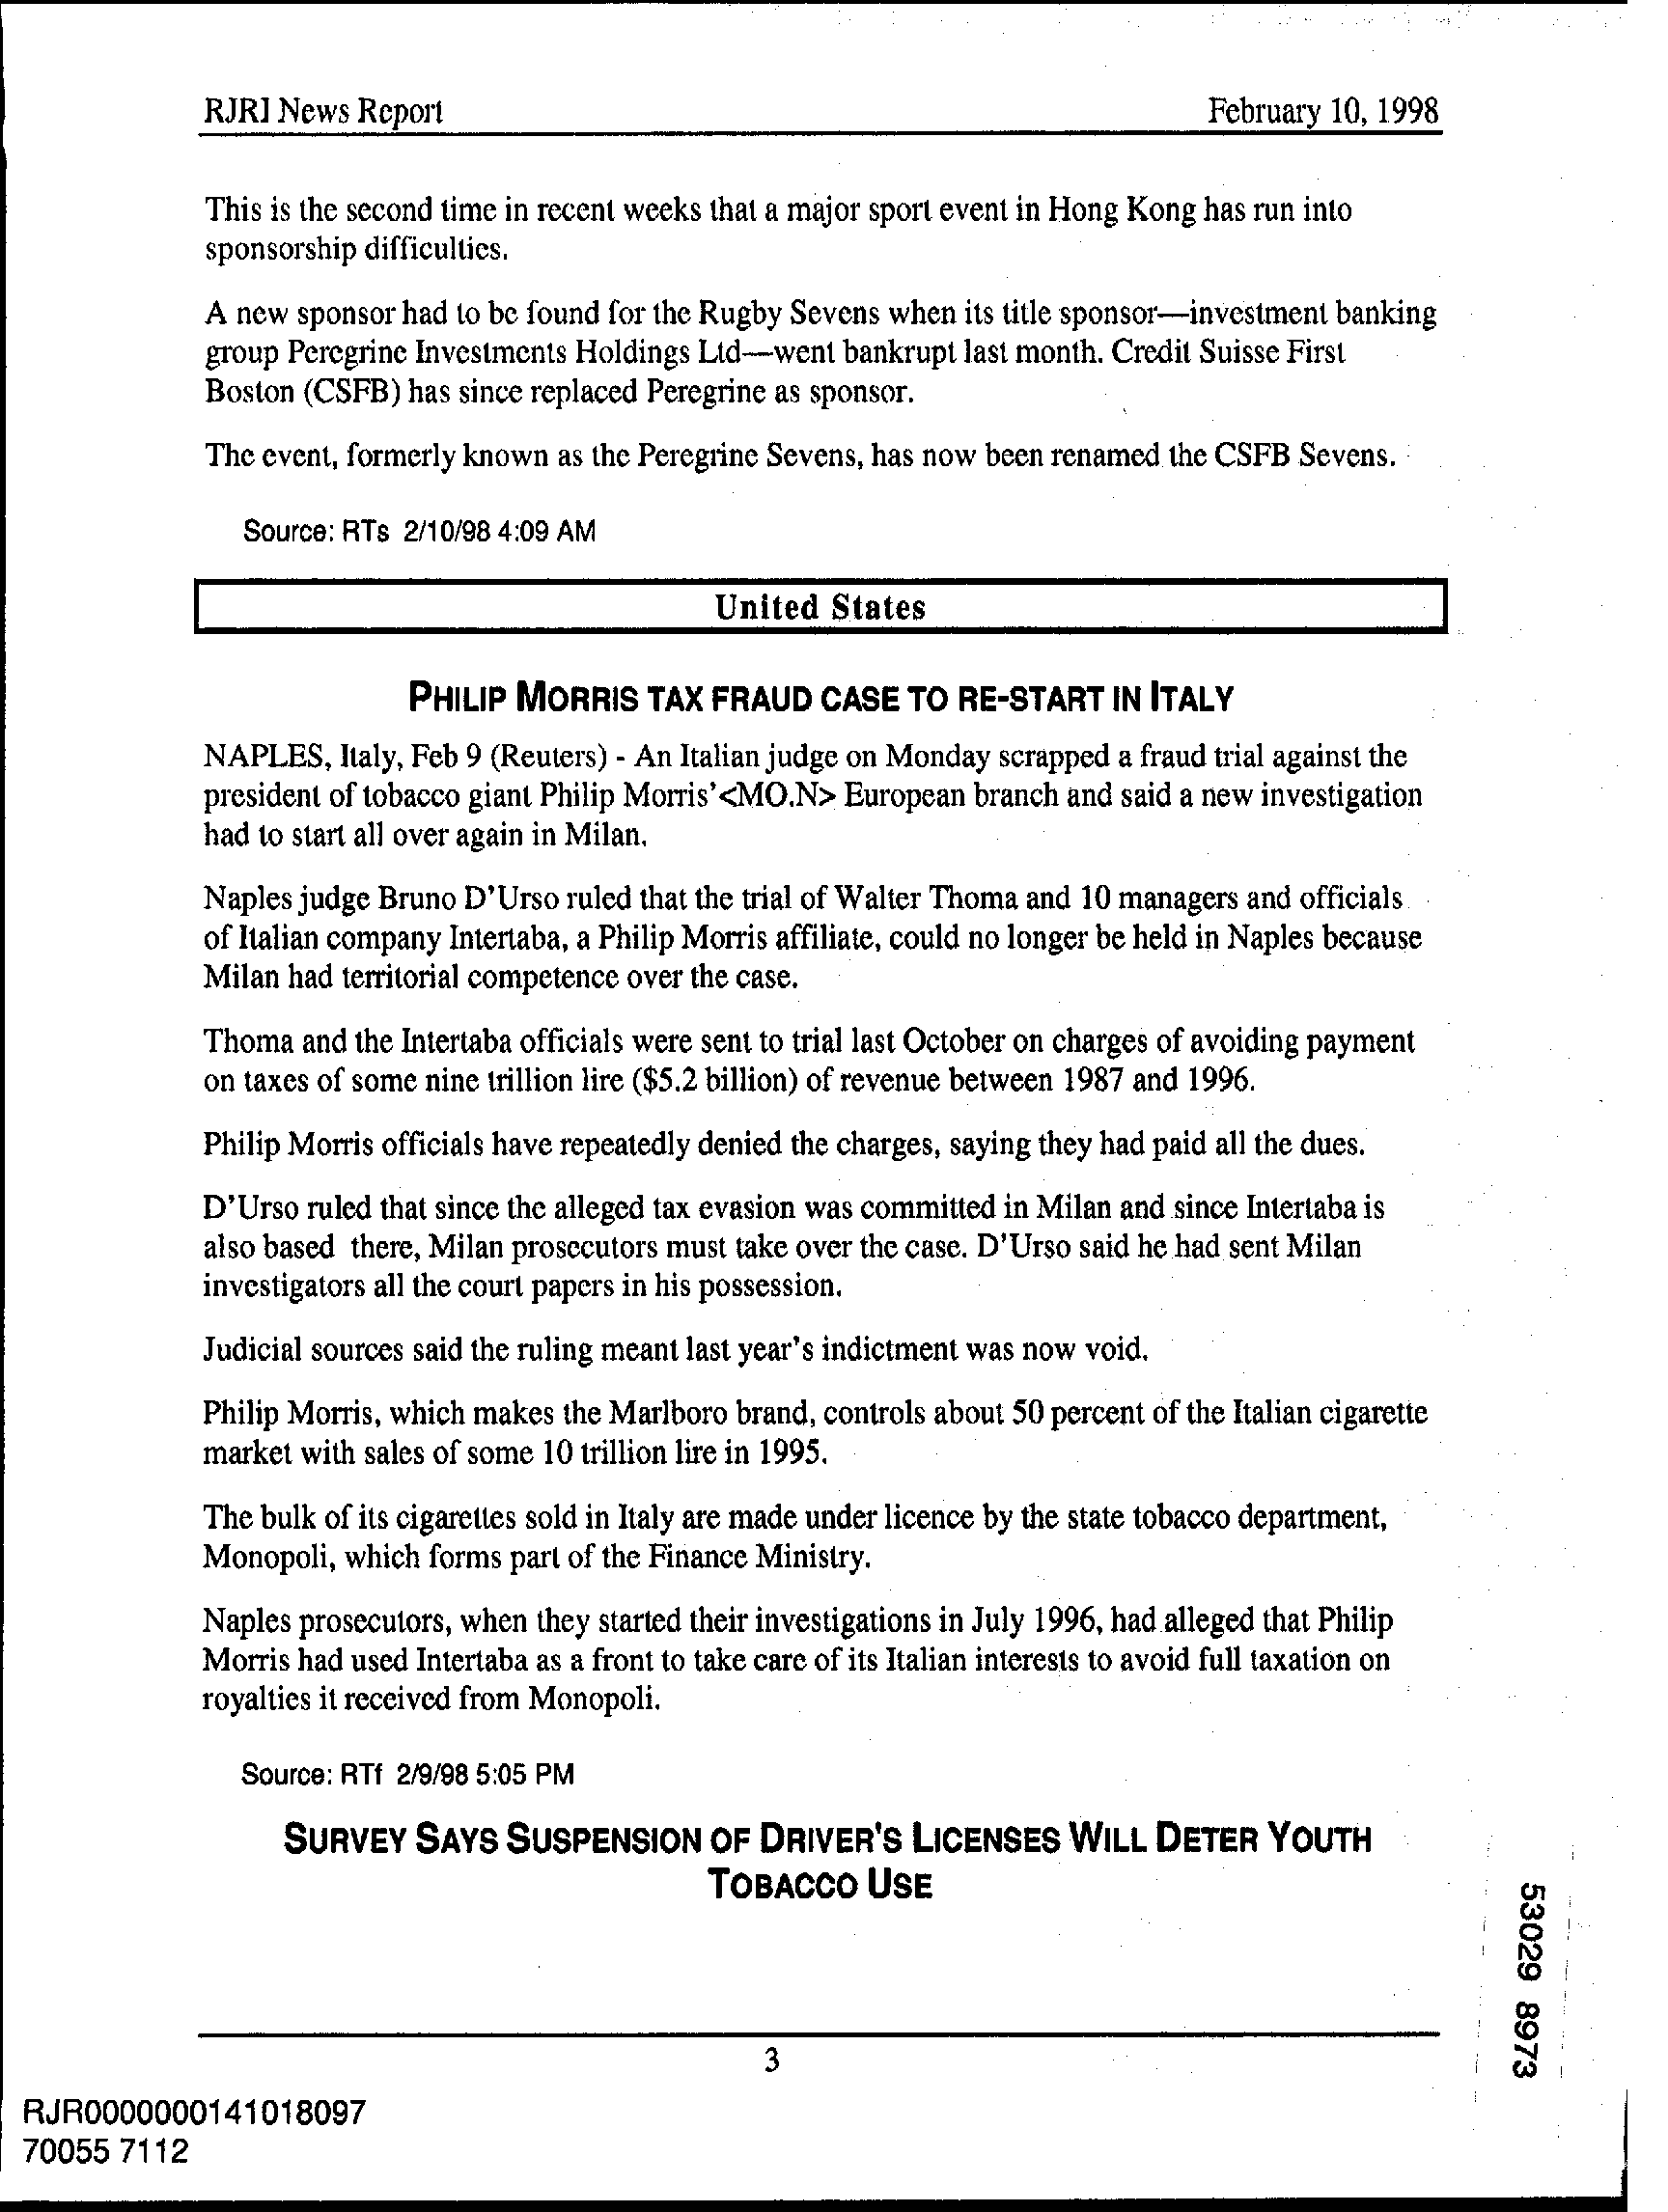 RJRI News Report February 10, 1998
This is the second time in recent weeks that a major sport event in Hong Kong has run into
sponsorship difficulties.
A new sponsor had to be found for the Rugby Sevens when its title sponsor—investment banking
group Peregrine Investments Holdings Ltd—went bankrupt last month. Credit Suisse First
Boston (CSFB) has since replaced Peregrine as sponsor.
The event, formerly known as the Peregrine Sevens, has now been renamed the CSFB Sevens.
Source: RTs 2/10/98 4:09 AM
United States
PHILIP MORRIS TAX FRAUD CASE TO RE-START IN ITALY
NAPLES, Italy, Feb 9 (Reuters) - An Italian judge on Monday scrapped a fraud trial against the
president of tobacco giant Philip Morris'<MO.N> European branch and said a new investigation
had to start all over again in Milan.
Naples judge Bruno D'Urso ruled that the trial of Walter Thoma and 10 managers and officials
of Italian company Intertaba, a Philip Morris affiliate, could no longer be held in Naples because
Milan had territorial competence over the case.
Thoma and the Intertaba officials were sent to trial last October on charges of avoiding payment
on taxes of some nine trillion lire ($5.2 billion) of revenue between 1987 and 1996.
Philip Morris officials have repeatedly denied the charges, saying they had paid all the dues.
D'Urso ruled that since the alleged tax evasion was committed in Milan and since Intertaba is
also based there, Milan prosecutors must take over the case. D'Urso said he had sent Milan
investigators all the court papers in his possession.
Judicial sources said the ruling meant last year's indictment was now void.
Philip Morris, which makes the Marlboro brand, controls about 50 percent of the Italian cigarette
market with sales of some 10 trillion lire in 1995.
The bulk of its cigarettes sold in Italy are made under licence by the state tobacco department,
Monopoli, which forms part of the Finance Ministry.
Naples prosecutors, when they started their investigations in July 1996, had alleged that Philip
Morris had used Intertaba as a front to take care of its Italian interests to avoid full taxation on
royalties it received from Monopoli.
Source: RTf 2/9/98 5:05 PM
SURVEY SAYS SUSPENSION OF DRIVER'S LICENSES WILL DETER YOUTH
TOBACCO USE
53029 8973
3
RJR0000000141018097
70055 7112